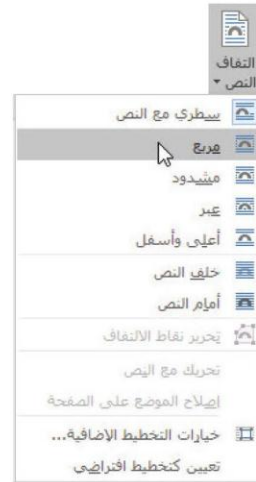 التفاف
النص
سطري مع النص
مربع
مشدود
عبر
أعلى وأسفل
خلف النص
أمام النص
تحرير نقاط الالتفاف
تحريك مع النص
إصلاح الموضع على الصفحة
خيارات التخطيط الإضافية...
تعيين كتخطيط افتراضي